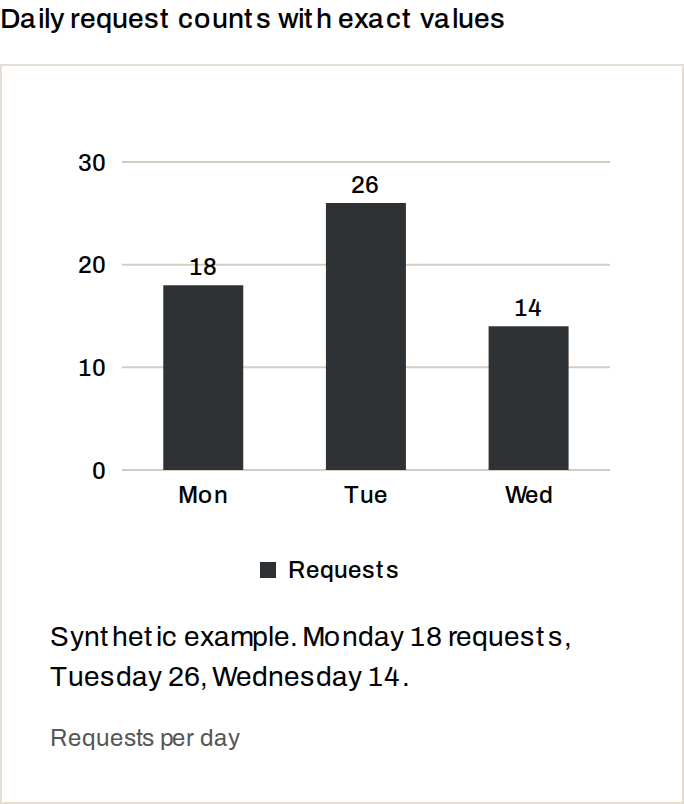 Daily request counts with exact values
30
26
20
18
14
10
0
Mon Tue Wed
Requests
Synthetic example. Monday 18 requests,
Tuesday 26, Wednesday 14.
Requests per day